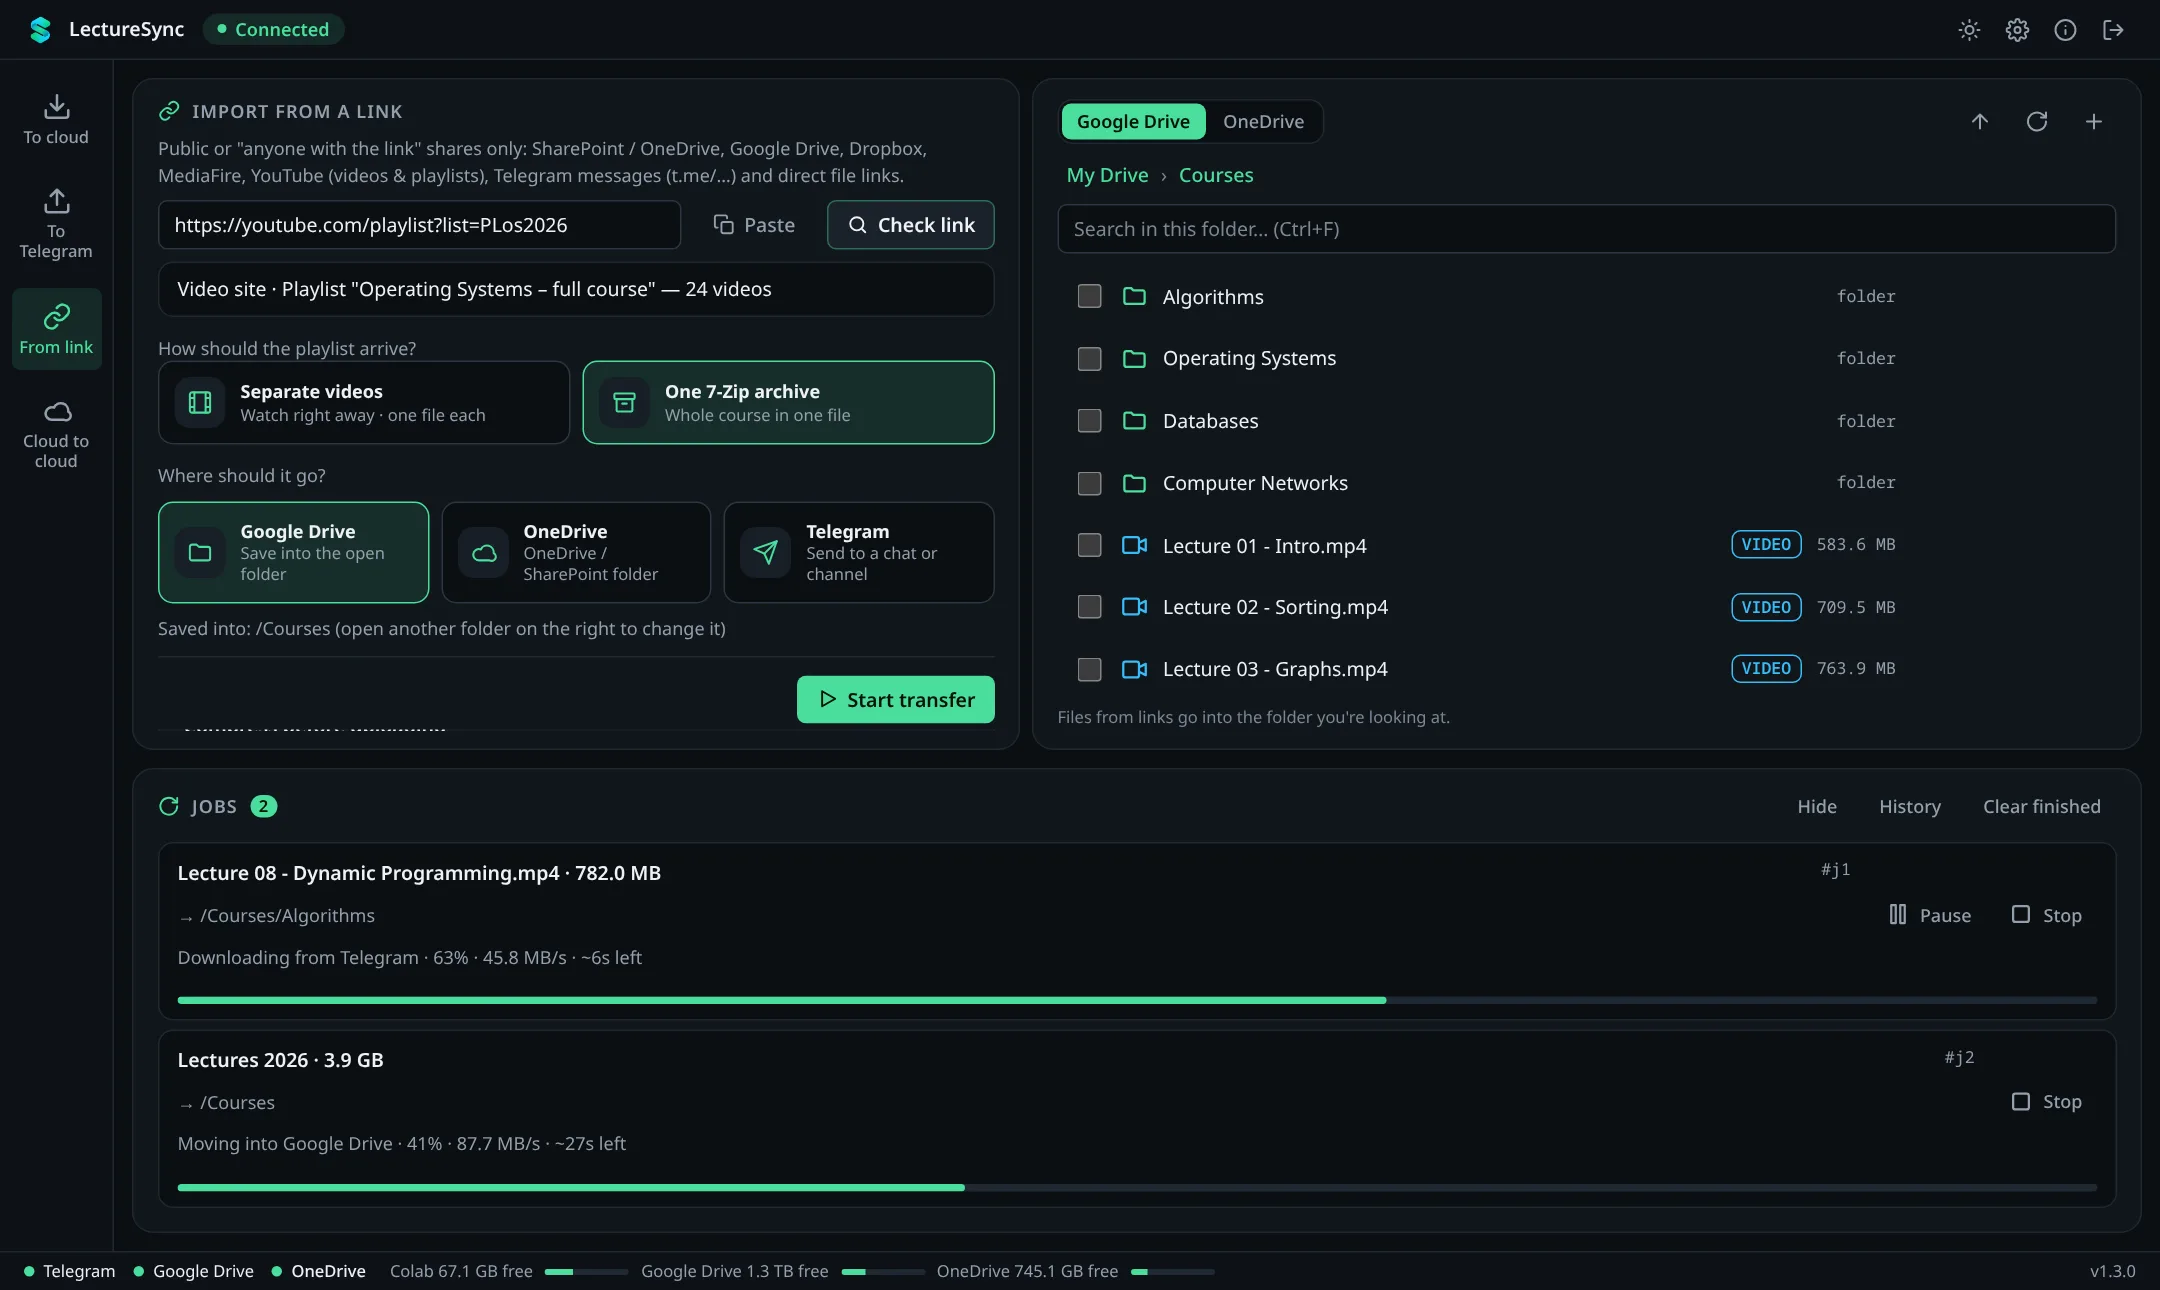 LectureSync
Connected
To cloud
To
Telegram
From link
Cloud to
cloud
IMPORT FROM A LINK
Public or "anyone with the link" shares only: SharePoint / OneDrive, Google Drive, Dropbox,
MediaFire, YouTube (videos & playlists), Telegram messages (t.me/...) and direct file links.
https://youtube.com/playlist?list=PLos2026
Paste
Check link
Video site · Playlist "Operating Systems – full course" — 24 videos
How should the playlist arrive?
Separate videos
Watch right away · one file each
One 7-Zip archive
Whole course in one file
Where should it go?
Google Drive
Save into the open
folder
OneDrive
OneDrive /
SharePoint folder
Telegram
Send to a chat or
channel
Saved into: /Courses (open another folder on the right to change it)
Start transfer
Google Drive
OneDrive
My Drive › Courses
Search in this folder... (Ctrl+F)
Algorithms folder
Operating Systems folder
Databases folder
Computer Networks folder
Lecture 01 - Intro.mp4 VIDEO 583.6 MB
Lecture 02 - Sorting.mp4 VIDEO 709.5 MB
Lecture 03 - Graphs.mp4 VIDEO 763.9 MB
Files from links go into the folder you're looking at.
JOBS 2
Hide
History
Clear finished
Lecture 08 - Dynamic Programming.mp4 · 782.0 MB
#j1
→ /Courses/Algorithms
Pause
Stop
Downloading from Telegram · 63% · 45.8 MB/s · ~6s left
Lectures 2026 · 3.9 GB
#j2
→ /Courses
Stop
Moving into Google Drive · 41% · 87.7 MB/s · ~27s left
Telegram
Google Drive
OneDrive
Colab 67.1 GB free
Google Drive 1.3 TB free
OneDrive 745.1 GB free
v1.3.0